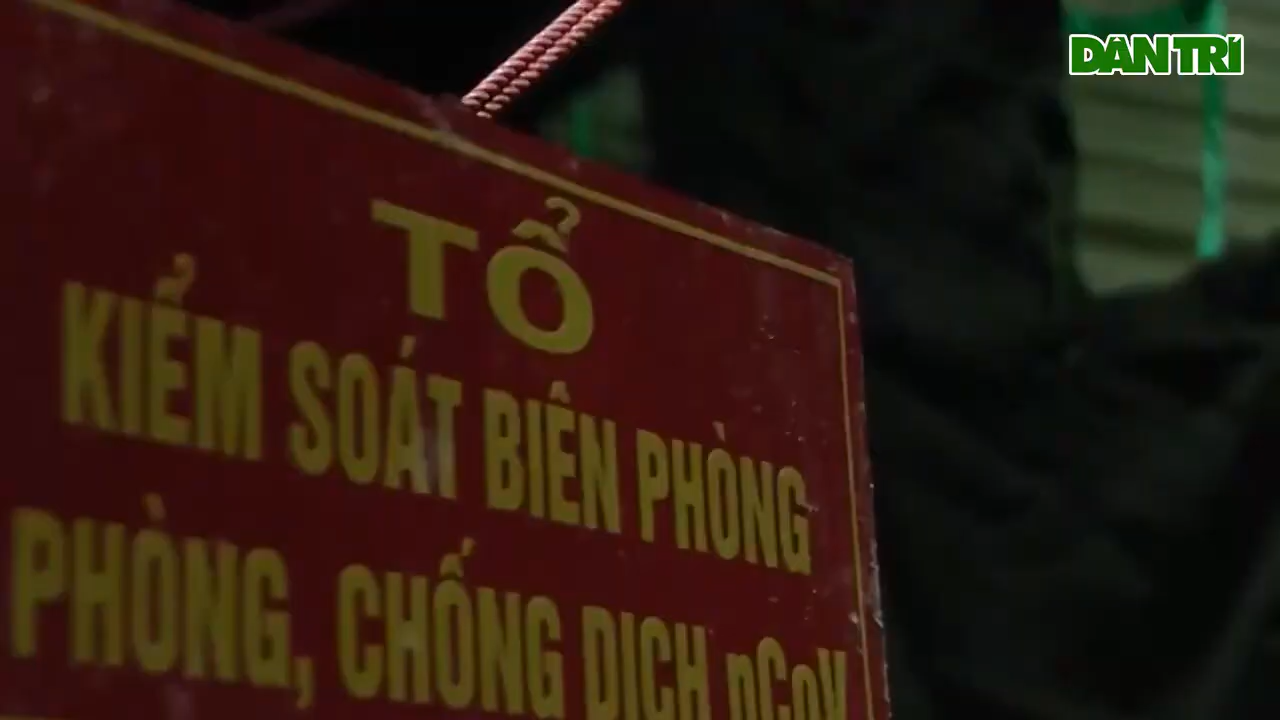 DÂN TRÍ
TỔ
KIỂM SOÁT BIÊN PHÒNG
PHÒNG, CHỐNG DỊCH nCoV